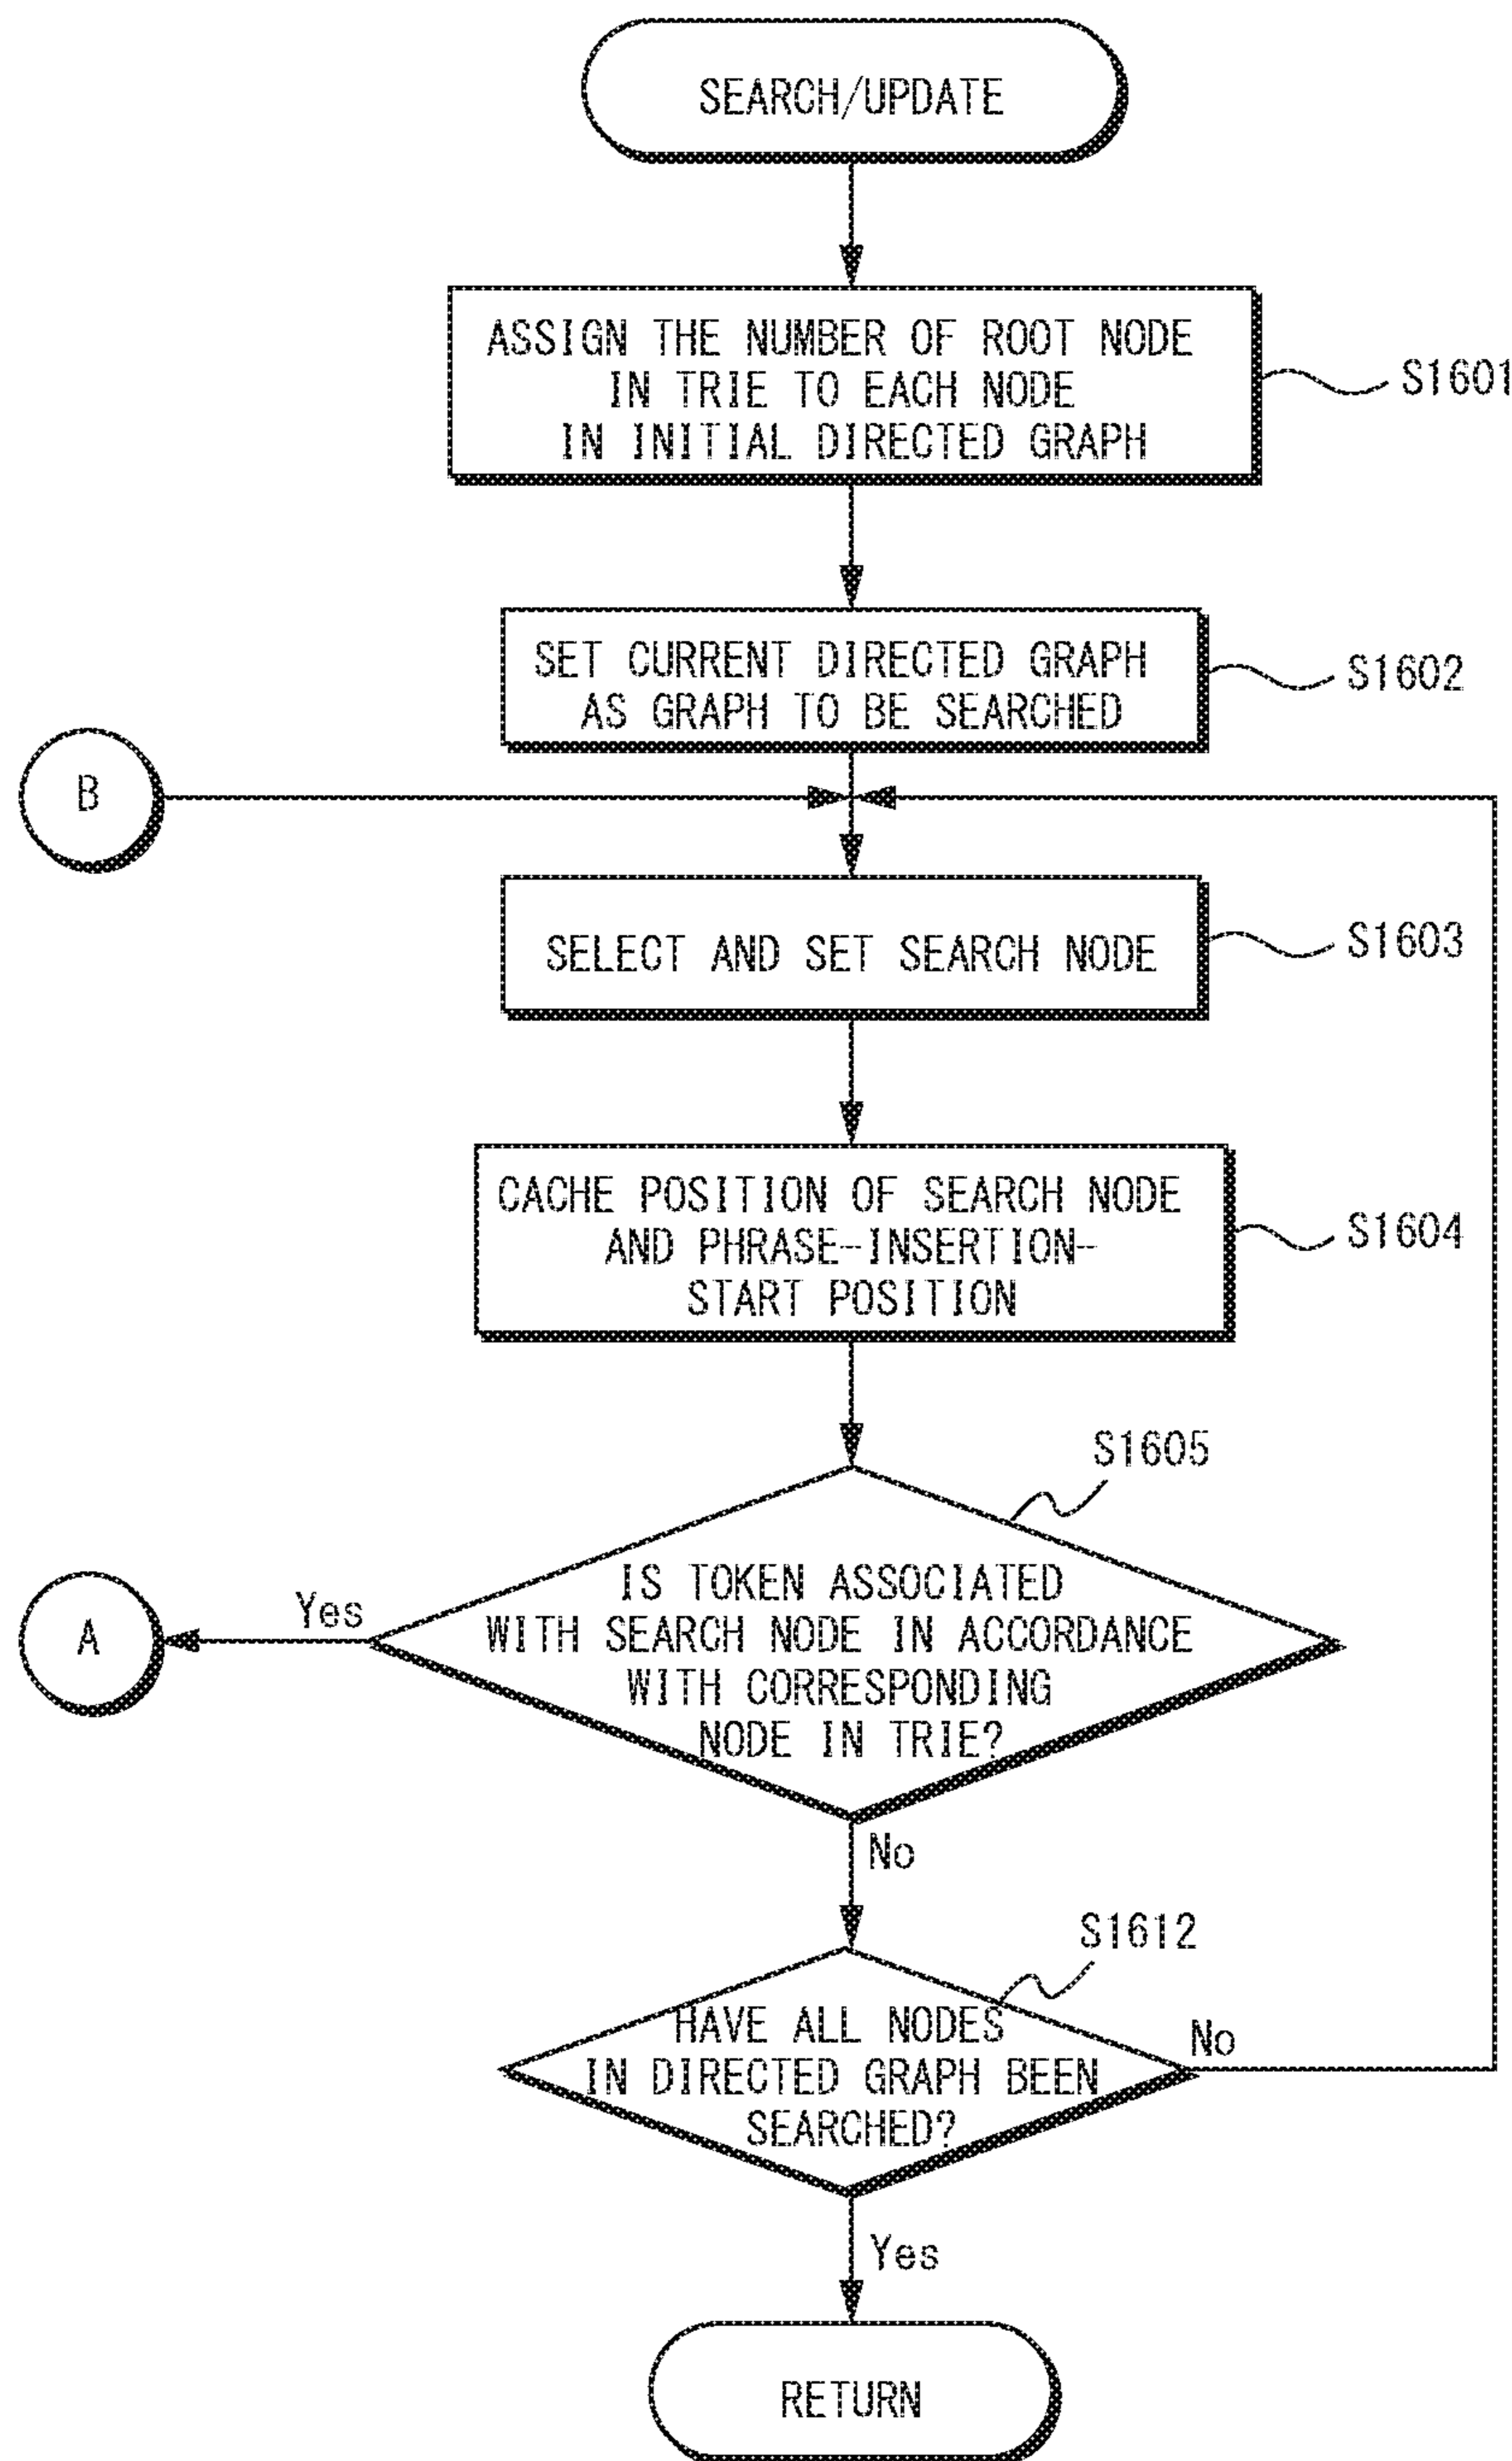 SEARCH/UPDATE
ASSIGN THE NUMBER OF ROOT NODE
IN TRIE TO EACH NODE
IN INITIAL DIRECTED GRAPH
S1601
SET CURRENT DIRECTED GRAPH
AS GRAPH TO BE SEARCHED
S1602
B
SELECT AND SET SEARCH NODE
S1603
CACHE POSITION OF SEARCH NODE
AND PHRASE-INSERTION-
START POSITION
S1604
S1605
IS TOKEN ASSOCIATED
WITH SEARCH NODE IN ACCORDANCE
WITH CORRESPONDING
NODE IN TRIE?
Yes
A
No
S1612
HAVE ALL NODES
IN DIRECTED GRAPH BEEN
SEARCHED?
No
Yes
RETURN